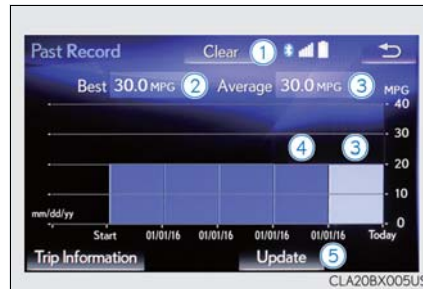 Past Record Clear 1
Best 30.0 MPG 2 Average 30.0 MPG 3 MPG
40
30
4 3
20
10
mm/dd/yy 0
Start 01/01/16 01/01/16 01/01/16 01/01/16 Today
Trip Information Update 5
CLA20BX005US